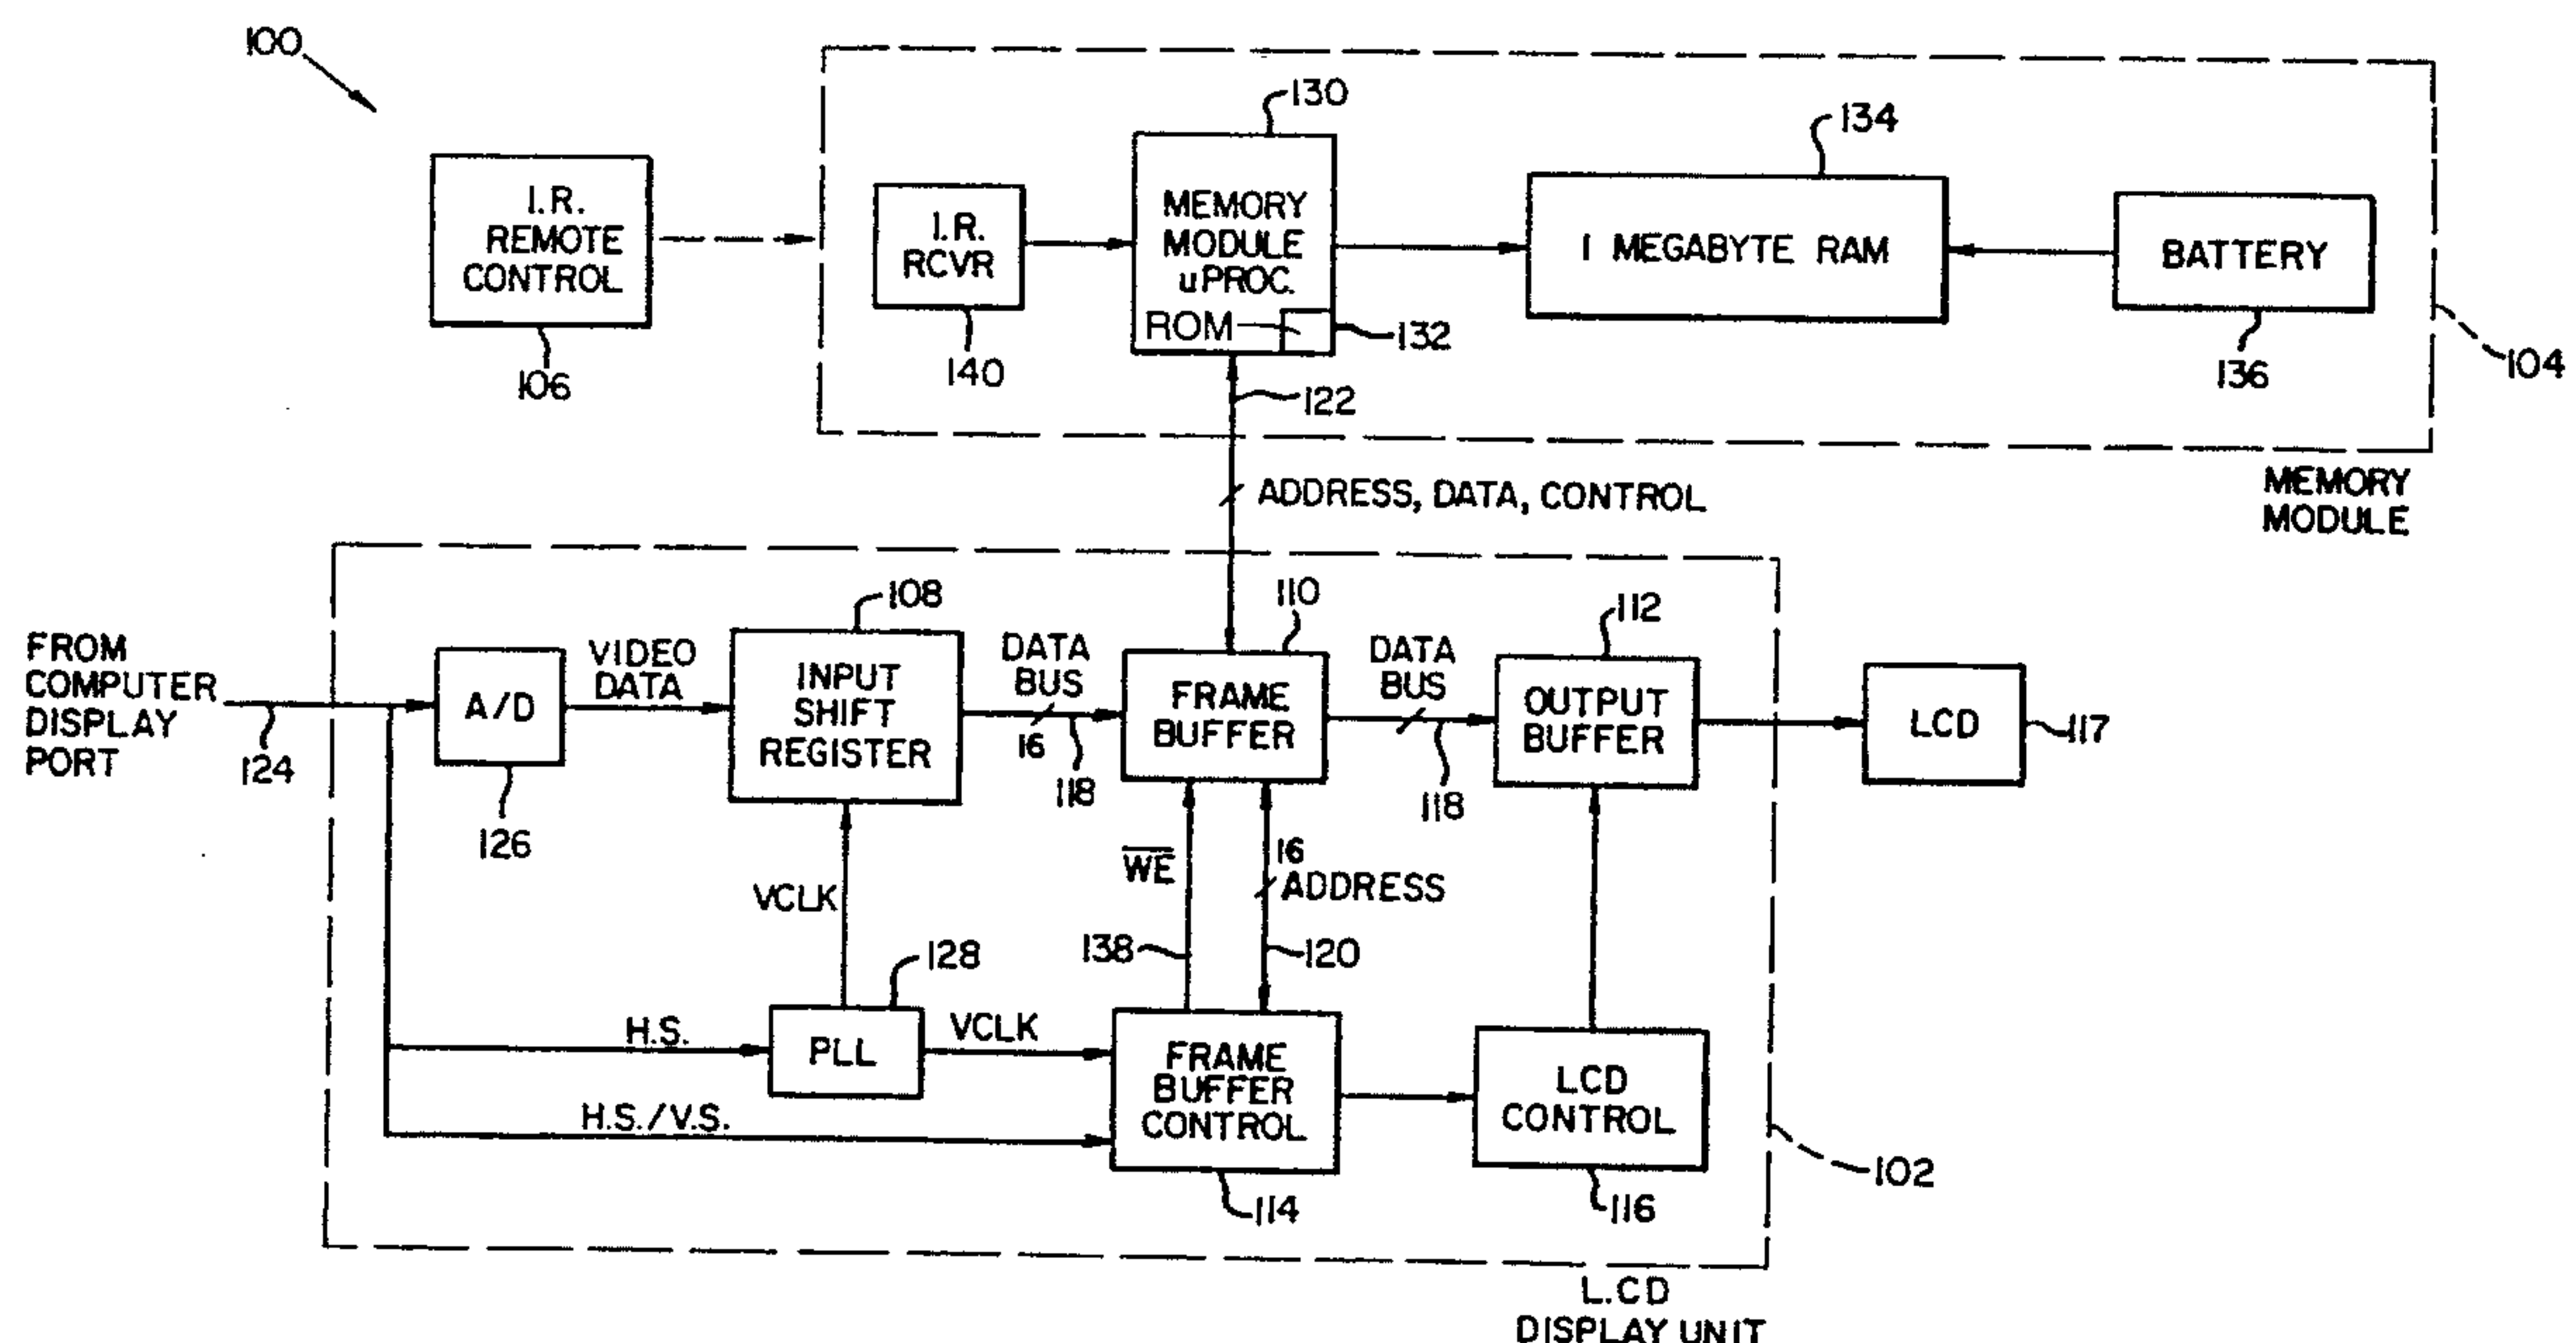 100
130
134
I.R.
REMOTE
CONTROL
106
I.R.
RCVR
140
MEMORY
MODULE
uPROC.
ROM
132
1 MEGABYTE RAM
BATTERY
136
104
122
ADDRESS, DATA, CONTROL
MEMORY
MODULE
FROM
COMPUTER
DISPLAY
PORT
124
A/D
126
VIDEO
DATA
108
INPUT
SHIFT
REGISTER
DATA
BUS
16
118
110
FRAME
BUFFER
DATA
BUS
118
112
OUTPUT
BUFFER
LCD
117
VCLK
WE
16
ADDRESS
138
120
H.S.
128
PLL
VCLK
H.S./V.S.
FRAME
BUFFER
CONTROL
114
LCD
CONTROL
116
102
L.CD
DISPLAY UNIT